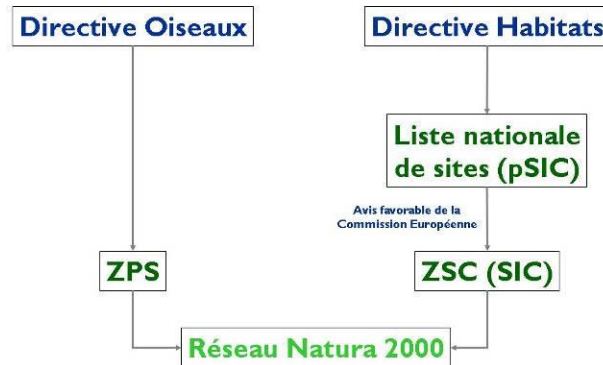 Directive Oiseaux
Directive Habitats
Liste nationale
de sites (pSIC)
Avis favorable de la
Commission Européenne
ZPS
ZSC (SIC)
Réseau Natura 2000